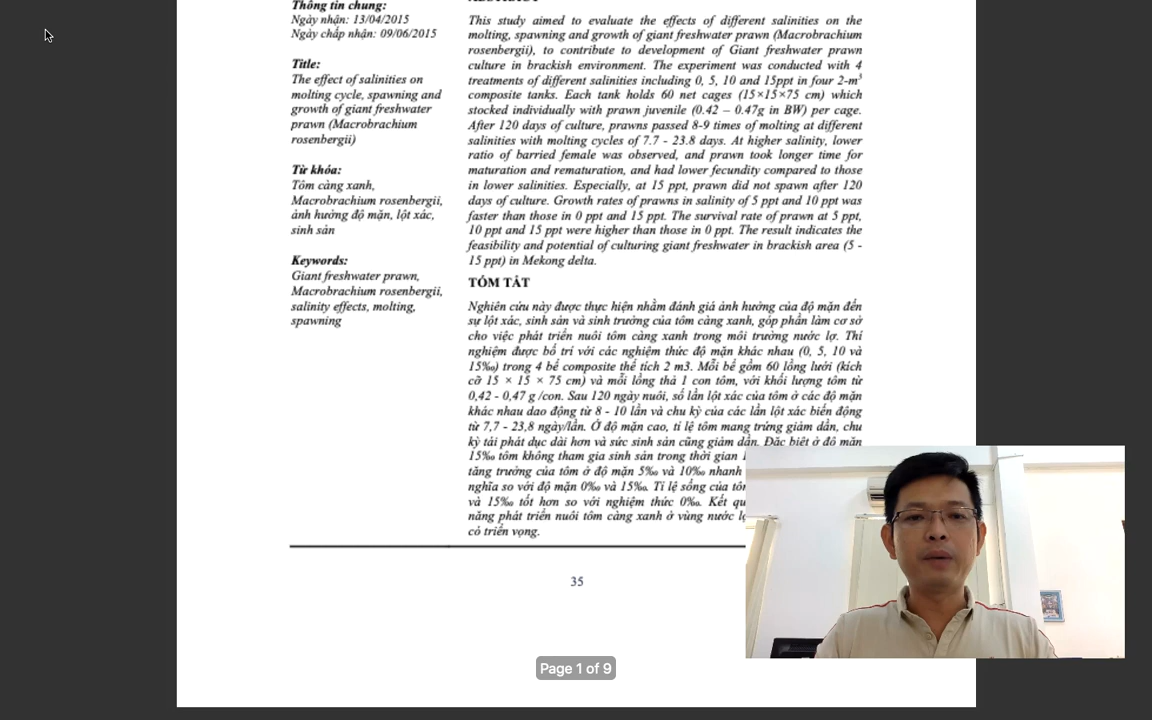 Thông tin chung:
Ngày nhận: 13/04/2015
Ngày chấp nhận: 09/06/2015
Title:
The effect of salinities on
molting cycle, spawning and
growth of giant freshwater
prawn (Macrobrachium
rosenbergii)
Từ khóa:
Tôm càng xanh,
Macrobrachium rosenbergii,
ảnh hưởng độ mặn, lột xác,
sinh sản
Keywords:
Giant freshwater prawn,
Macrobrachium rosenbergii,
salinity effects, molting,
spawning
This study aimed to evaluate the effects of different salinities on the
molting, spawning and growth of giant freshwater prawn (Macrobrachium
rosenbergii), to contribute to development of Giant freshwater prawn
culture in brackish environment. The experiment was conducted with 4
treatments of different salinities including 0, 5, 10 and 15ppt in four 2-m³
composite tanks. Each tank holds 60 net cages (15×15×75 cm) which
stocked individually with prawn juvenile (0.42 – 0.47g in BW) per cage.
After 120 days of culture, prawns passed 8-9 times of molting at different
salinities with molting cycles of 7.7 - 23.8 days. At higher salinity, lower
ratio of barried female was observed, and prawn took longer time for
maturation and rematuration, and had lower fecundity compared to those
in lower salinities. Especially, at 15 ppt, prawn did not spawn after 120
days of culture. Growth rates of prawns in salinity of 5 ppt and 10 ppt was
faster than those in 0 ppt and 15 ppt. The survival rate of prawn at 5 ppt,
10 ppt and 15 ppt were higher than those in 0 ppt. The result indicates the
feasibility and potential of culturing giant freshwater in brackish area (5 -
15 ppt) in Mekong delta.
TÓM TẮT
Nghiên cứu này được thực hiện nhằm đánh giá ảnh hưởng của độ mặn đến
sự lột xác, sinh sản và sinh trưởng của tôm càng xanh, góp phần làm cơ sở
cho việc phát triển nuôi tôm càng xanh trong môi trường nước lợ. Thí
nghiệm được bố trí với các nghiệm thức độ mặn khác nhau (0, 5, 10 và
15‰) trong 4 bể composite thể tích 2 m3. Mỗi bể gồm 60 lồng lưới (kích
cỡ 15 × 15 × 75 cm) và mỗi lồng thả 1 con tôm, với khối lượng tôm từ
0,42 - 0,47 g /con. Sau 120 ngày nuôi, số lần lột xác của tôm ở các độ mặn
khác nhau dao động từ 8 - 10 lần và chu kỳ của các lần lột xác biến động
từ 7,7 - 23,8 ngày/lần. Ở độ mặn cao, tỉ lệ tôm mang trứng giảm dần, chu
kỳ tái phát dục dài hơn và sức sinh sản cũng giảm dần. Đặc biệt ở độ mặn
15‰ tôm không tham gia sinh sản trong thời gian
tăng trưởng của tôm ở độ mặn 5‰ và 10‰ nhanh
nghĩa so với độ mặn 0‰ và 15‰. Tỉ lệ sống của
và 15‰ tốt hơn so với nghiệm thức 0‰. Kết
năng phát triển nuôi tôm càng xanh ở vùng nước
có triển vọng.
35
Page 1 of 9